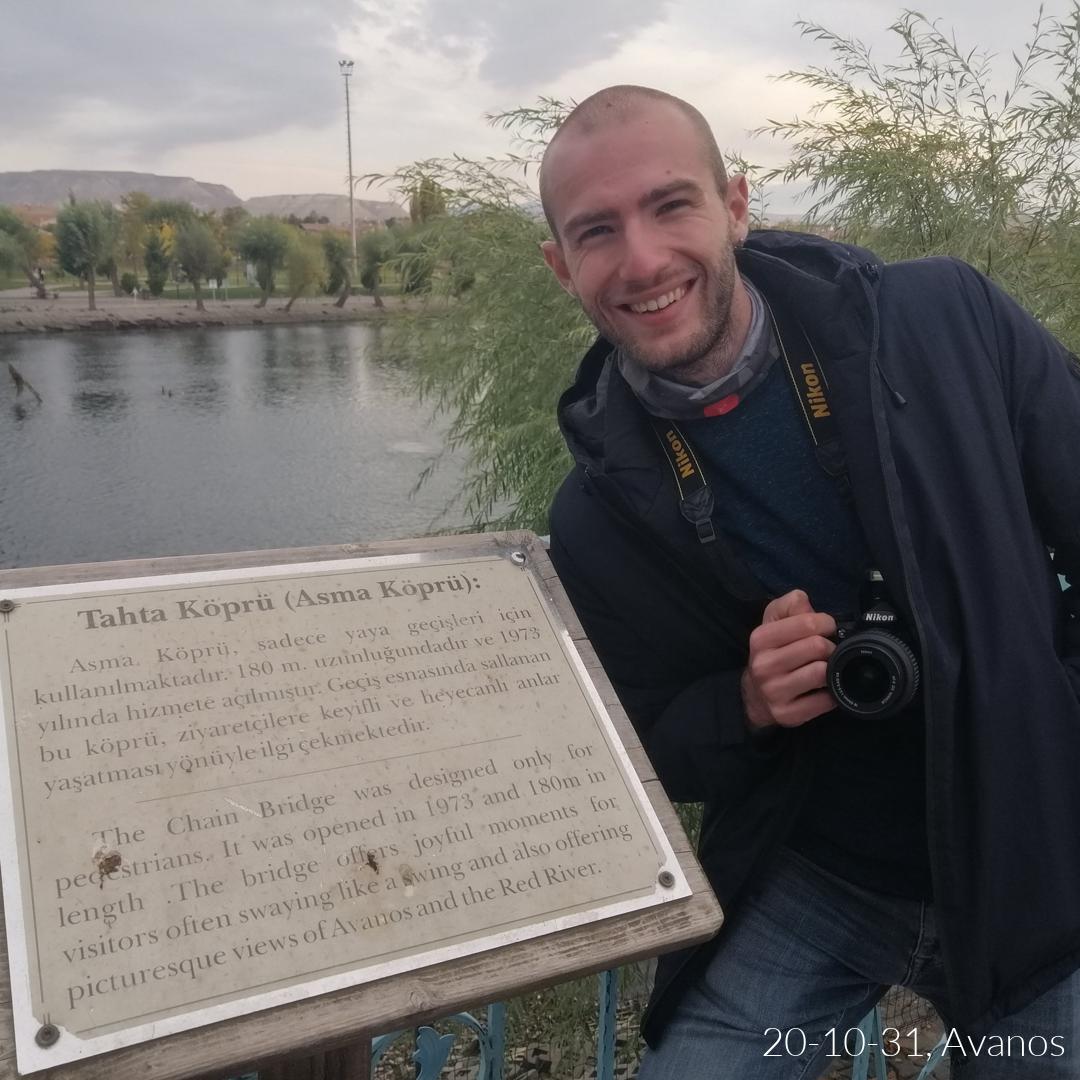 Tahta Köprü (Asma Köprü):
Asma Köprü, sadece yaya geçişleri için
kullanılmaktadır. 180 m. uzunluğundadır ve 1973
yılında hizmete açılmıştır. Geçiş esnasında sallanan
bu köprü, ziyaretçilere keyifli ve heyecanlı anlar
yaşatması yönüyle ilgi çekmektedir.
The Chain Bridge was designed only for
pedestrians. It was opened in 1973 and 180m in
length .The bridge offers joyful moments for
visitors often swaying like a swing and also offering
picturesque views of Avanos and the Red River.
Nikon
Nikon
Nikon
20-10-31, Avanos